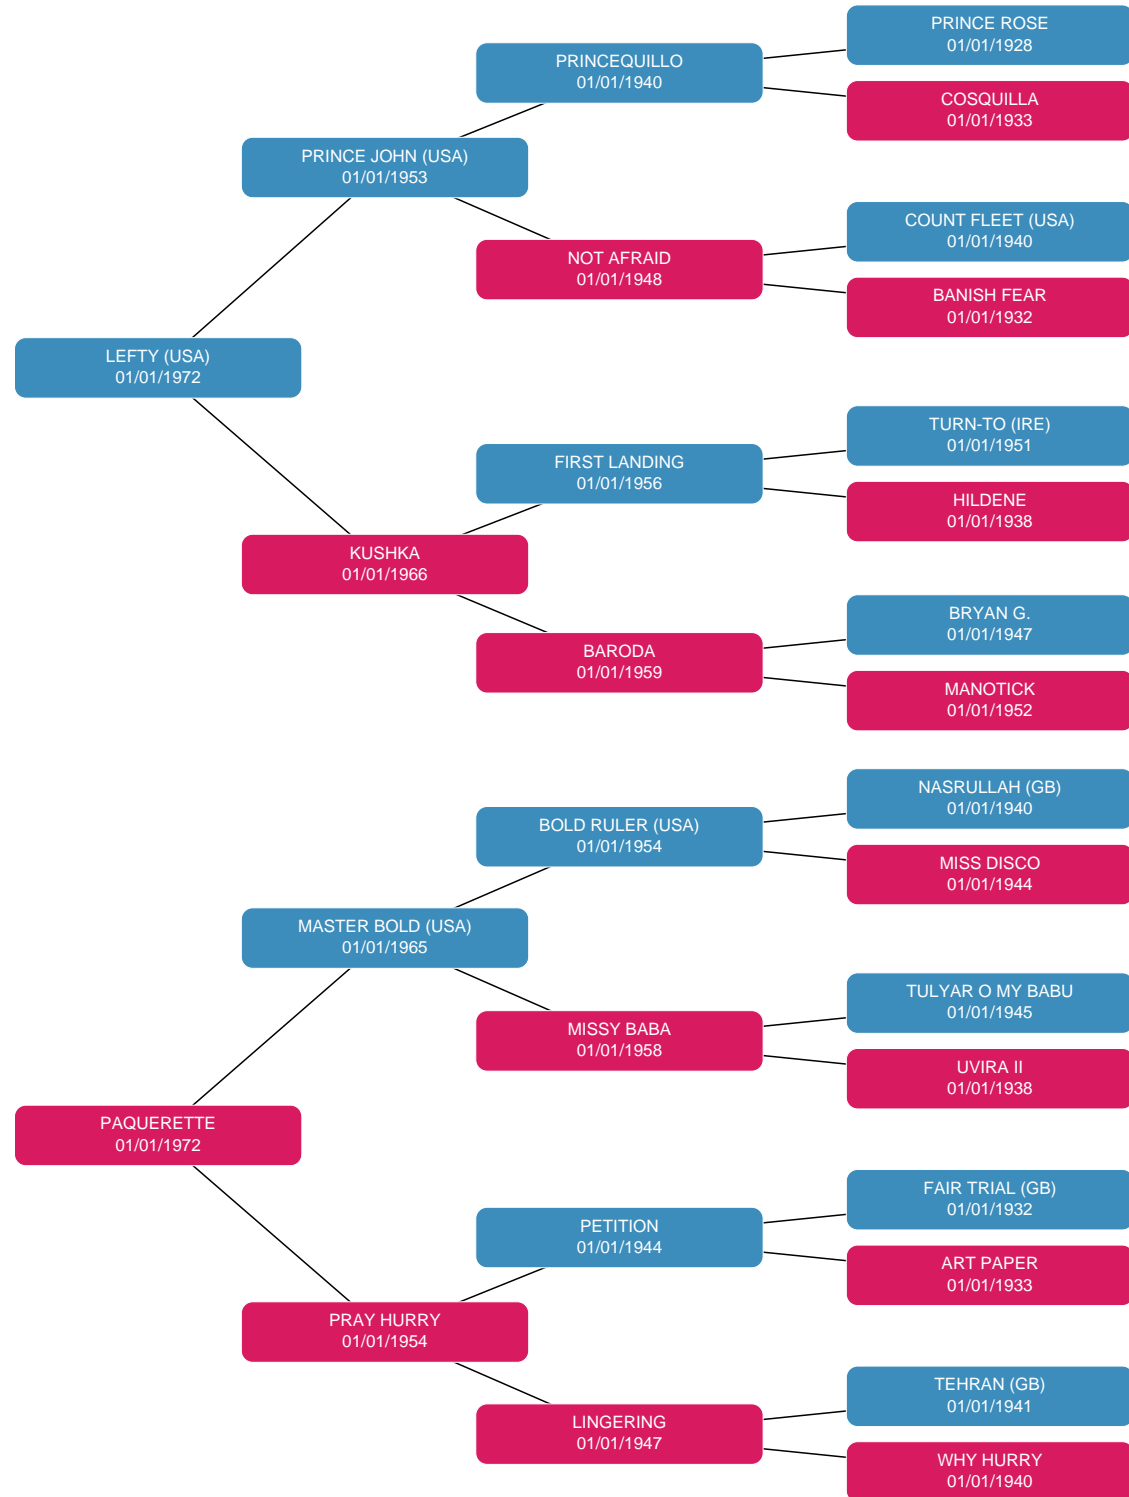 PRINCE ROSE
01/01/1928
PRINCEQUILLO
01/01/1940
COSQUILLA
01/01/1933
PRINCE JOHN (USA)
01/01/1953
COUNT FLEET (USA)
01/01/1940
NOT AFRAID
01/01/1948
BANISH FEAR
01/01/1932
LEFTY (USA)
01/01/1972
TURN-TO (IRE)
01/01/1951
FIRST LANDING
01/01/1956
HILDENE
01/01/1938
KUSHKA
01/01/1966
BRYAN G.
01/01/1947
BARODA
01/01/1959
MANOTICK
01/01/1952
NASRULLAH (GB)
01/01/1940
BOLD RULER (USA)
01/01/1954
MISS DISCO
01/01/1944
MASTER BOLD (USA)
01/01/1965
TULYAR O MY BABU
01/01/1945
MISSY BABA
01/01/1958
UVIRA II
01/01/1938
PAQUERETTE
01/01/1972
FAIR TRIAL (GB)
01/01/1932
PETITION
01/01/1944
ART PAPER
01/01/1933
PRAY HURRY
01/01/1954
TEHRAN (GB)
01/01/1941
LINGERING
01/01/1947
WHY HURRY
01/01/1940